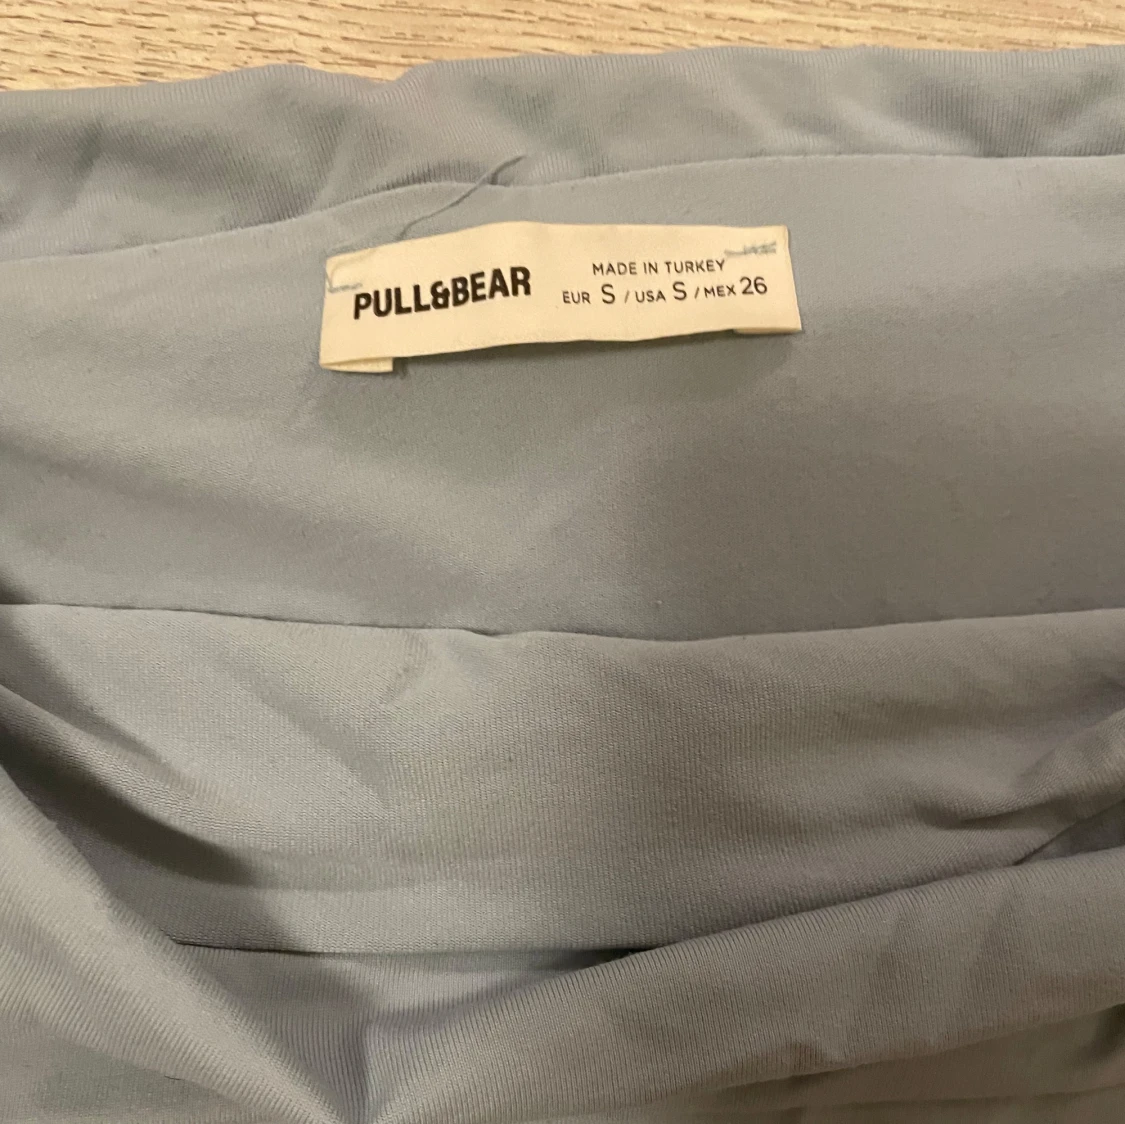 PULL&BEAR
MADE IN TURKEY
EUR S / USA S / MEX 26